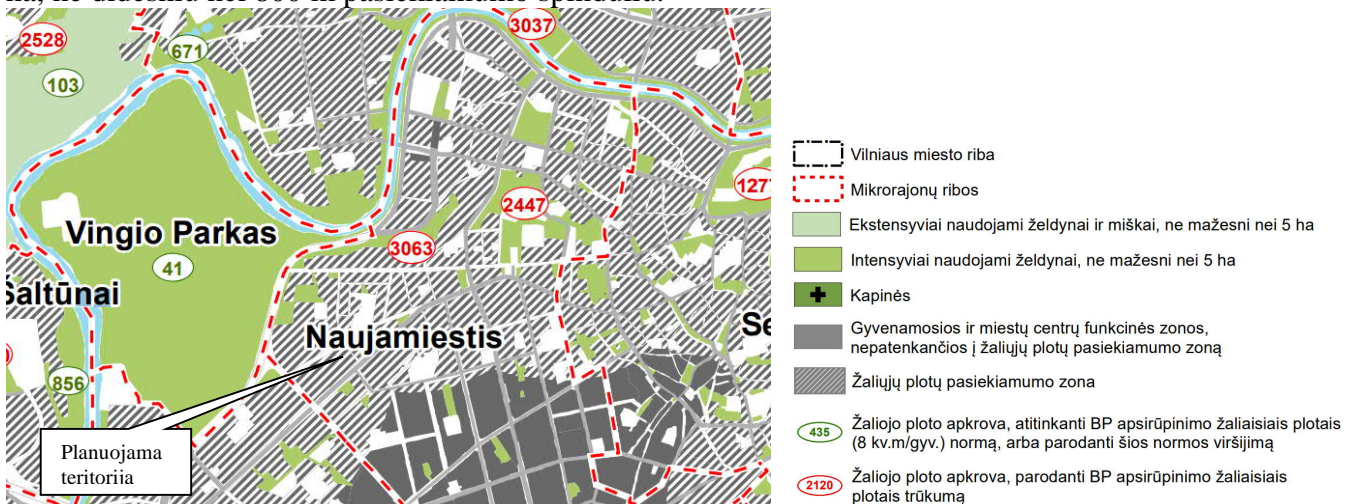 2528
671
3037
103
1277
2447
Vingio Parkas
3063
41
Šaltūnai
Naujamiestis
Se
856
Planuojama
teritorija
Vilniaus miesto riba
Mikrorajonų ribos
Ekstensyviai naudojami želdynai ir miškai, ne mažesni nei 5 ha
Intensyviai naudojami želdynai, ne mažesni nei 5 ha
Kapinės
Gyvenamosios ir miestų centrų funkcinės zonos,
nepatenkančios į žaliųjų plotų pasiekiamumo zoną
Žaliųjų plotų pasiekiamumo zona
435
Žaliojo ploto apkrova, atitinkanti BP apsirūpinimo žaliaisiais plotais
(8 kv.m/gyv.) normą, arba parodanti šios normos viršijimą
2120
Žaliojo ploto apkrova, parodanti BP apsirūpinimo žaliaisiais
plotais trūkumą